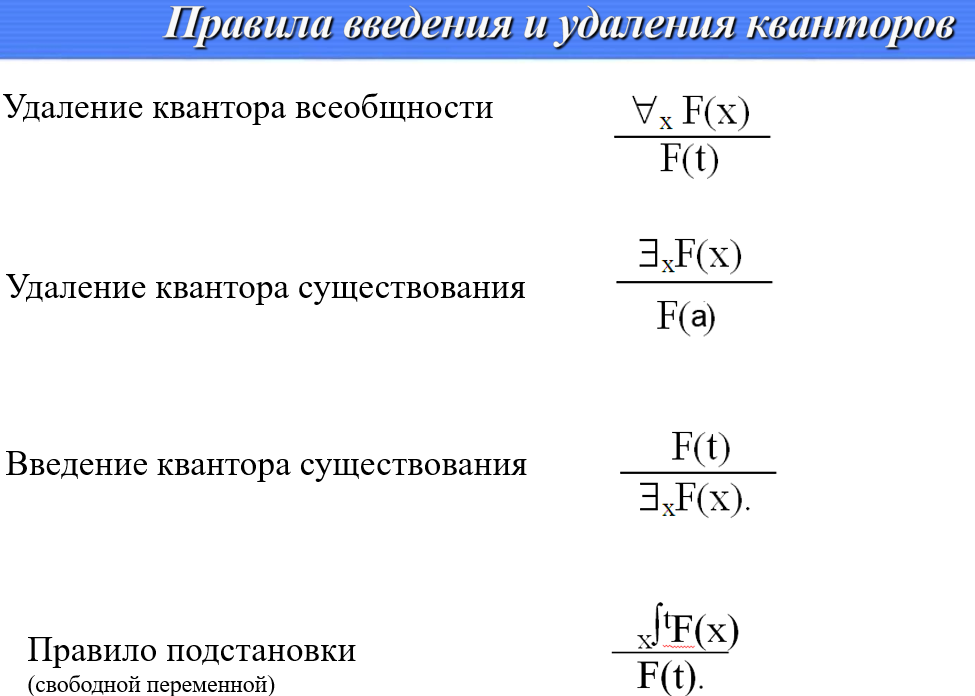 Правила введения и удаления кванторов
Удаление квантора всеобщности
∀x F(x)
F(t)
Удаление квантора существования
∃xF(x)
F(a)
Введение квантора существования
F(t)
∃xF(x).
Правило подстановки
(свободной переменной)
x∫tF(x)
F(t).